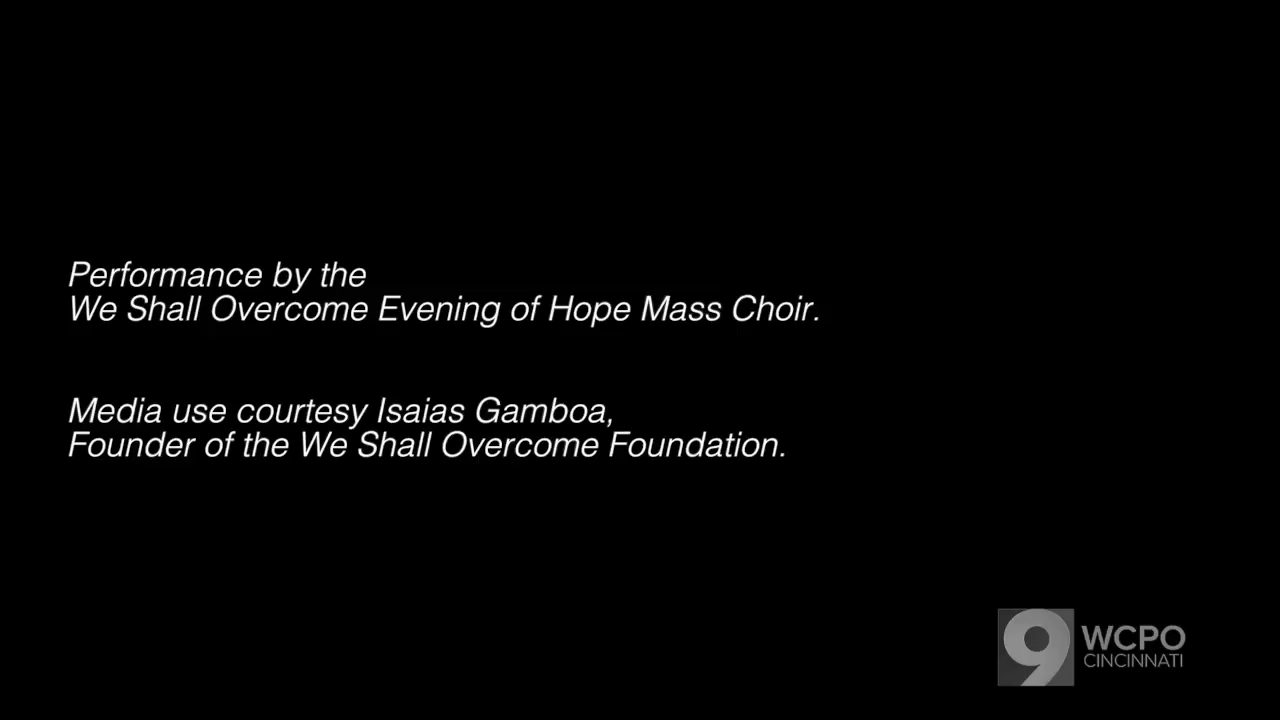 Performance by the
We Shall Overcome Evening of Hope Mass Choir.
Media use courtesy Isaias Gamboa,
Founder of the We Shall Overcome Foundation.
9 WCPO
CINCINNATI